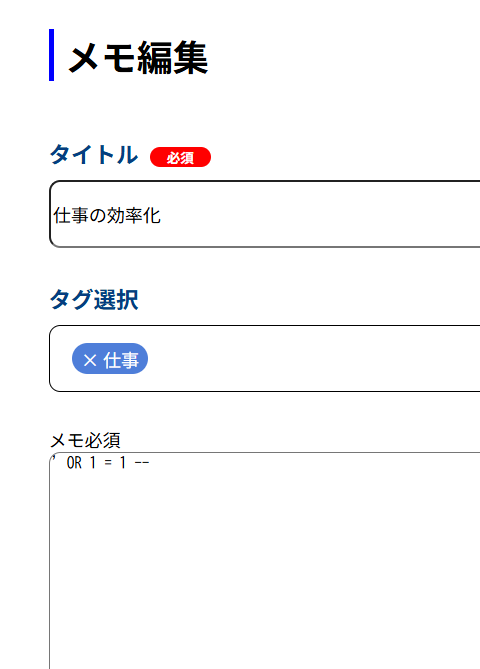 メモ編集
タイトル 必須
仕事の効率化
タグ選択
× 仕事
メモ必須
' OR 1 = 1 --